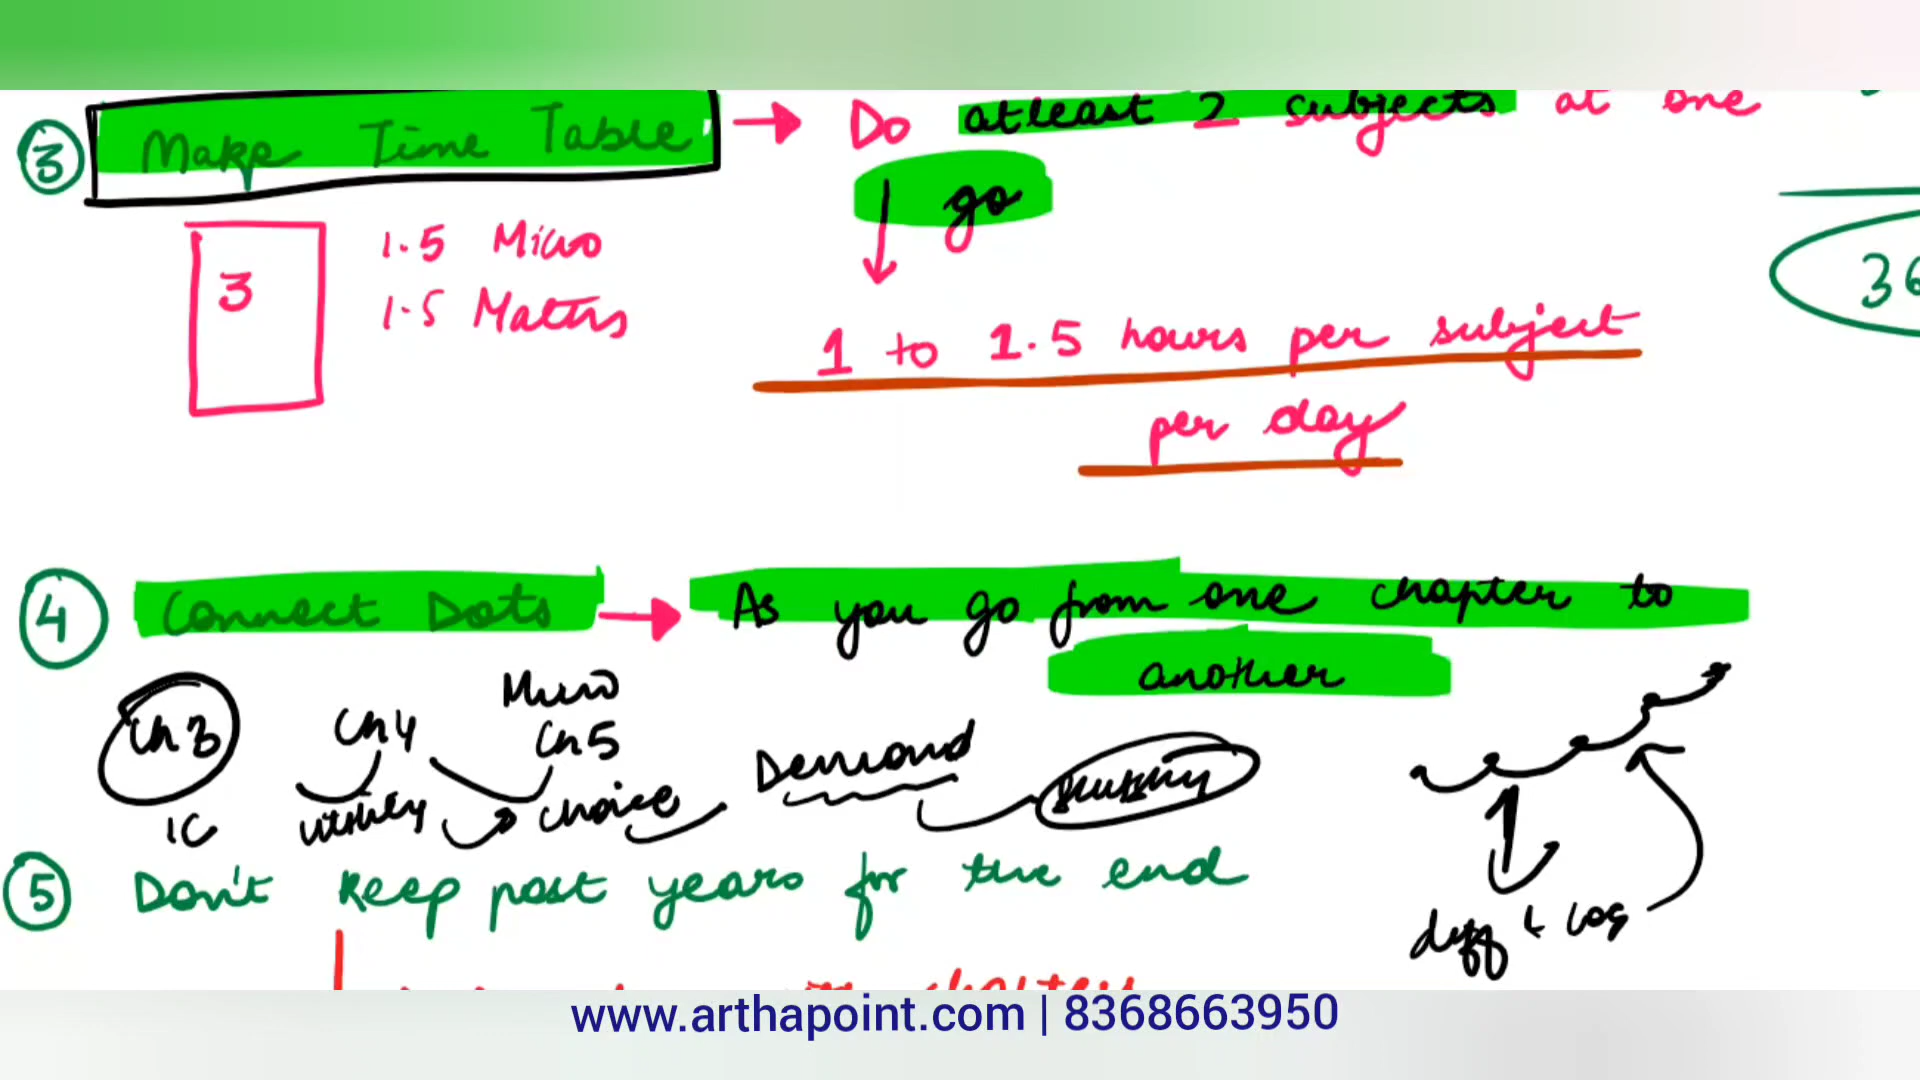 3 Make Time Table → Do atleast 2 subjects at one
go
3 1.5 Micro
1.5 Maths
36
1 to 1.5 hours per subject
per day
4 Connect Dots → As you go from one chapter to
another
Ch3 Ch4 Micro
Ch5 Demand
IC utility choice
5 Don't keep past years for the end
diff + log
chapters
www.arthapoint.com | 8368663950